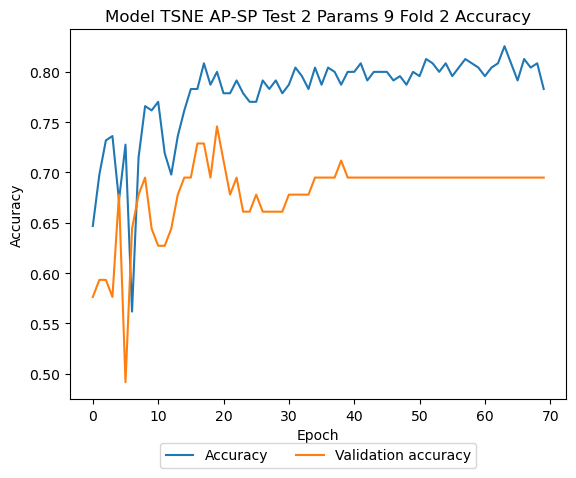 Model TSNE AP-SP Test 2 Params 9 Fold 2 Accuracy
0.80
0.75
0.70
0.65
0.60
0.55
0.50
Accuracy
0 10 20 30 40 50 60 70
Epoch
Accuracy Validation accuracy